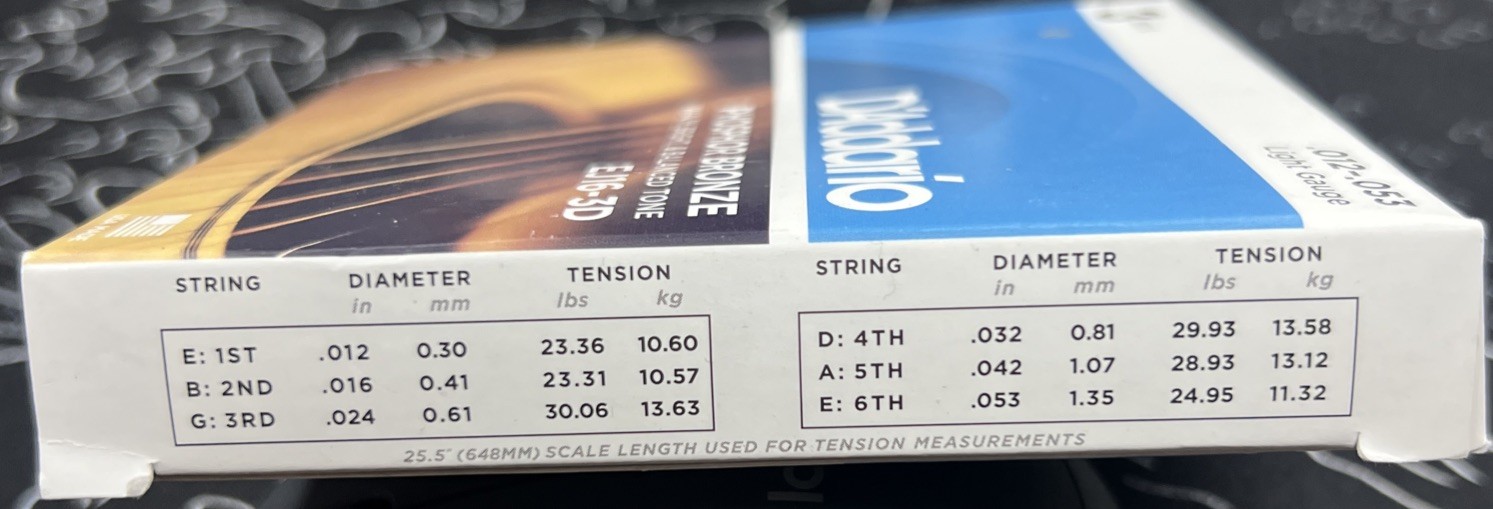 PHOSPHOR BRONZE
BALANCED TONE
EJ16-3D
D'Addario
.012-.053
Light Gauge
STRING DIAMETER TENSION
in mm lbs kg
E: 1ST .012 0.30 23.36 10.60
B: 2ND .016 0.41 23.31 10.57
G: 3RD .024 0.61 30.06 13.63
STRING DIAMETER TENSION
in mm lbs kg
D: 4TH .032 0.81 29.93 13.58
A: 5TH .042 1.07 28.93 13.12
E: 6TH .053 1.35 24.95 11.32
25.5" (648MM) SCALE LENGTH USED FOR TENSION MEASUREMENTS